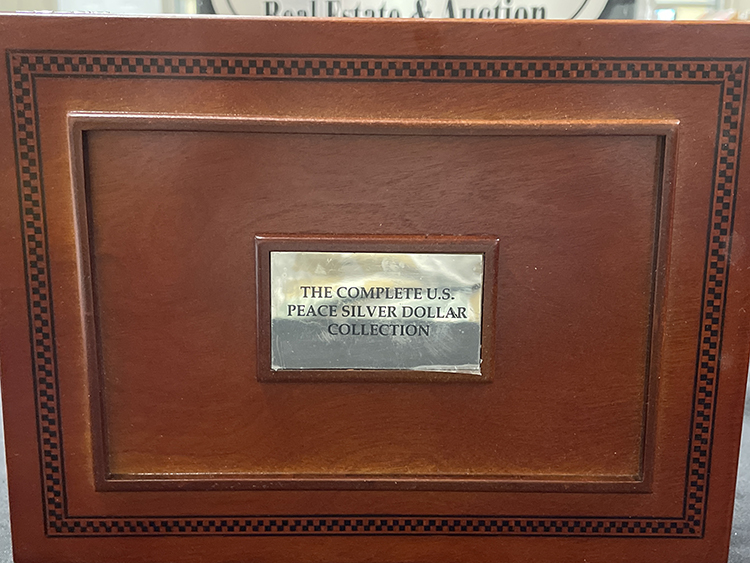 Real Estate & Auction
THE COMPLETE U.S.
PEACE SILVER DOLLAR
COLLECTION